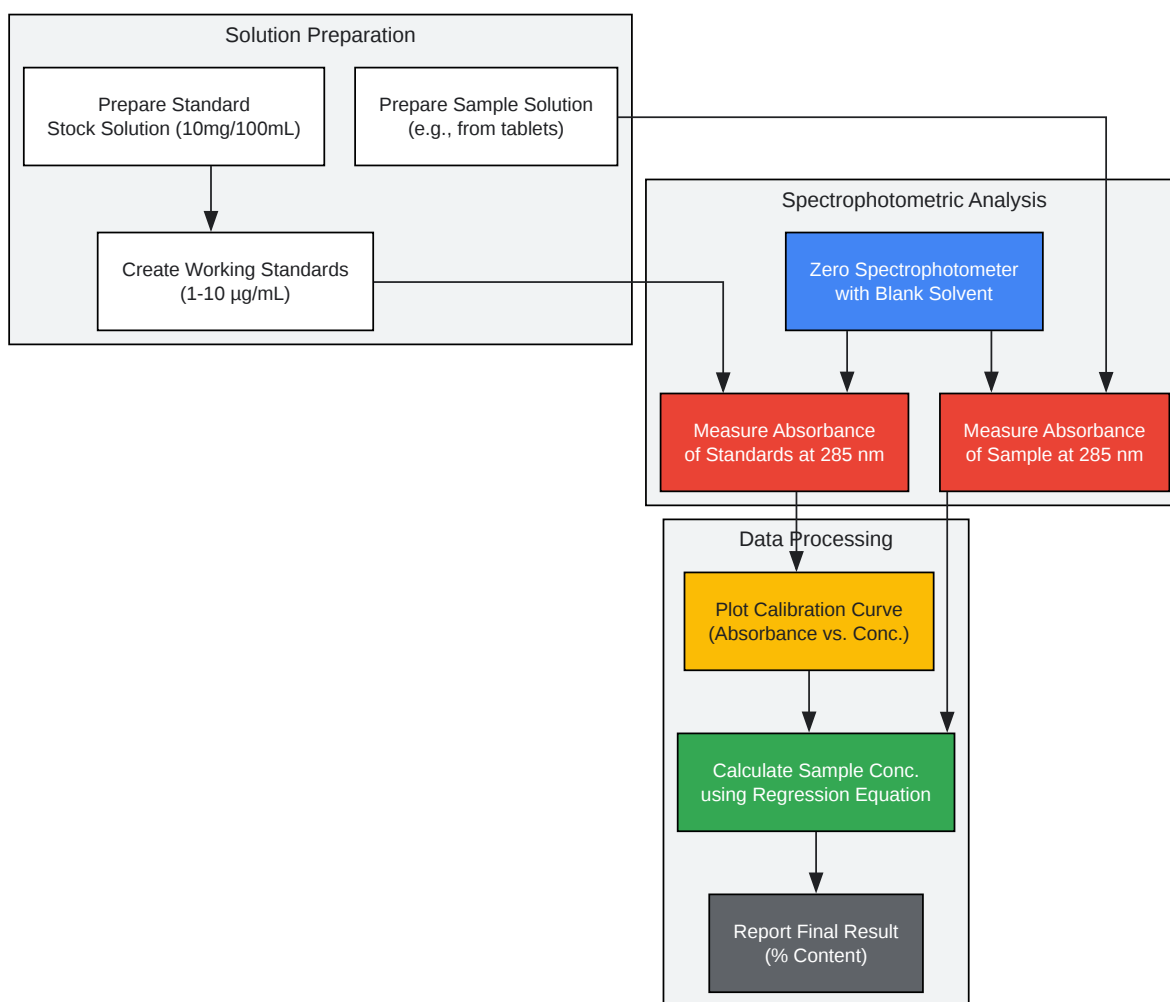 Solution Preparation
Prepare Standard
Stock Solution (10mg/100mL)
Prepare Sample Solution
(e.g., from tablets)
Create Working Standards
(1-10 µg/mL)
Spectrophotometric Analysis
Zero Spectrophotometer
with Blank Solvent
Measure Absorbance
of Standards at 285 nm
Measure Absorbance
of Sample at 285 nm
Data Processing
Plot Calibration Curve
(Absorbance vs. Conc.)
Calculate Sample Conc.
using Regression Equation
Report Final Result
(% Content)